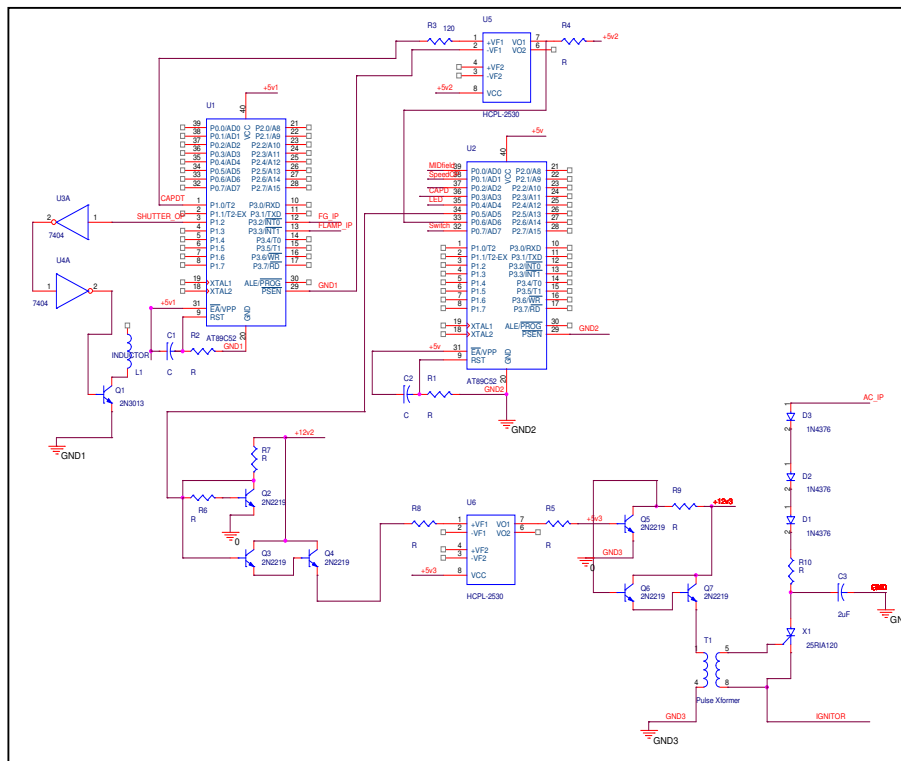 U5
R3 120
1 +VF1 VO1 7
2 -VF1 VO2 6
4 +VF2
3 -VF2
8 VCC
HCPL-2530
R4
R
+5v2
+5v2
+5v1
U1
40
VCC
39 P0.0/AD0 P2.0/A8 21
38 P0.1/AD1 P2.1/A9 22
37 P0.2/AD2 P2.2/A10 23
36 P0.3/AD3 P2.3/A11 24
35 P0.4/AD4 P2.4/A12 25
34 P0.5/AD5 P2.5/A13 26
33 P0.6/AD6 P2.6/A14 27
32 P0.7/AD7 P2.7/A15 28
CAPDT
1 P1.0/T2 P3.0/RXD 10
2 P1.1/T2-EX P3.1/TXD 11
3 P1.2 P3.2/INT0 12
4 P1.3 P3.3/INT1 13
5 P1.4 P3.4/T0 14
6 P1.5 P3.5/T1 15
7 P1.6 P3.6/WR 16
8 P1.7 P3.7/RD 17
FG_IP
FLAMP_IP
19 XTAL1 ALE/PROG 30
18 XTAL2 PSEN 29
GND1
31 EA/VPP
9 RST
GND
20
AT89C52
+5v1
U3A
2 1
7404
U4A
1 2
7404
C1
C
R2
R
GND1
INDUCTOR
L1
Q1
2N3013
GND1
+5v
U2
40
VCC
MIDfield
LED
Switch
39 P0.0/AD0 P2.0/A8 21
38 P0.1/AD1 P2.1/A9 22
37 P0.2/AD2 P2.2/A10 23
36 P0.3/AD3 P2.3/A11 24
35 P0.4/AD4 P2.4/A12 25
34 P0.5/AD5 P2.5/A13 26
33 P0.6/AD6 P2.6/A14 27
32 P0.7/AD7 P2.7/A15 28
1 P1.0/T2 P3.0/RXD 10
2 P1.1/T2-EX P3.1/TXD 11
3 P1.2 P3.2/INT0 12
4 P1.3 P3.3/INT1 13
5 P1.4 P3.4/T0 14
6 P1.5 P3.5/T1 15
7 P1.6 P3.6/WR 16
8 P1.7 P3.7/RD 17
19 XTAL1 ALE/PROG 30
18 XTAL2 PSEN 29
GND2
31 EA/VPP
9 RST
GND
20
AT89C52
+5v
C2
C
R1
R
GND2
GND2
+12v2
R7
R
Q2
2N2219
R6
R
0
Q3
2N2219
Q4
2N2219
R8
R
U6
1 +VF1 VO1 7
2 -VF1 VO2 6
4 +VF2
3 -VF2
8 VCC
HCPL-2530
+5v3
R5
R
+5v3
Q5
2N2219
R9
R
+12v3
GND3
0
Q6
2N2219
Q7
2N2219
T1
1 5
4 8
Pulse Xformer
GND3
GND3
AC_IP
1
D3
1N4376
2
1
D2
1N4376
2
1
D1
1N4376
2
R10
R
C3
2uF
X1
25RIA120
IGNITOR